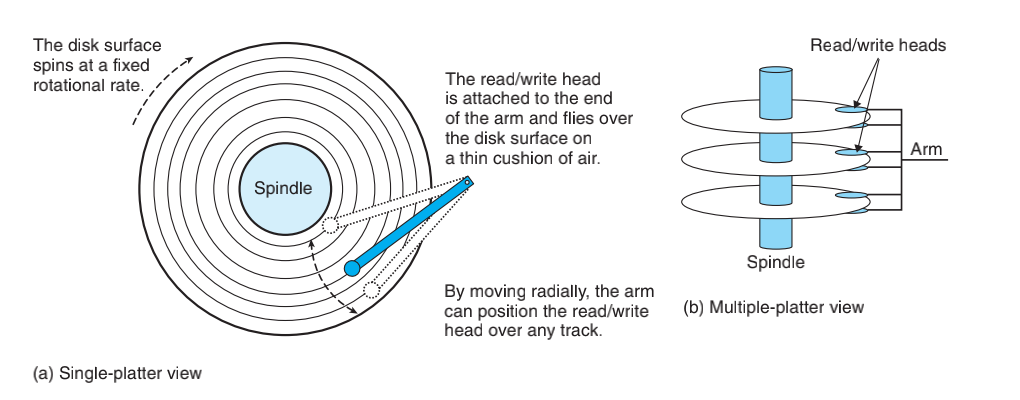 The disk surface
spins at a fixed
rotational rate.
Spindle
The read/write head
is attached to the end
of the arm and flies over
the disk surface on
a thin cushion of air.
By moving radially, the arm
can position the read/write
head over any track.
(a) Single-platter view
Read/write heads
Arm
Spindle
(b) Multiple-platter view